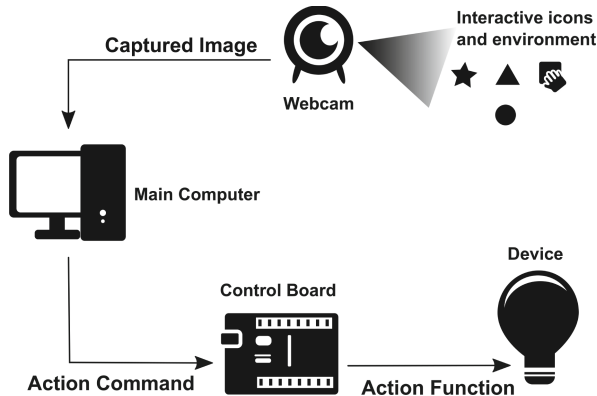 Interactive icons
and environment
Captured Image
Webcam
Main Computer
Device
Control Board
Action Command
Action Function